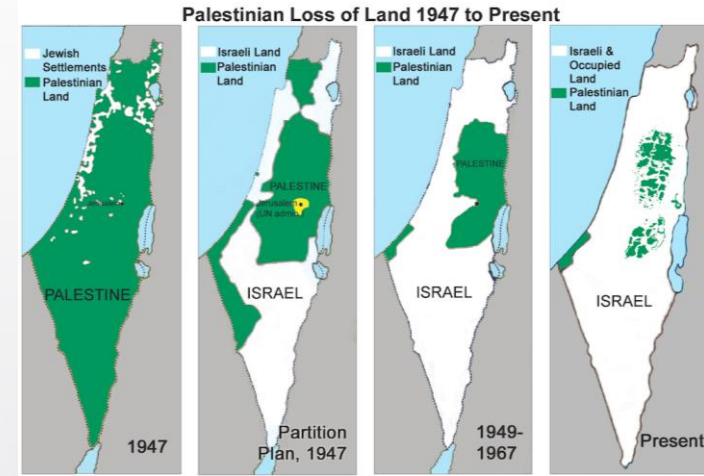 Palestinian Loss of Land 1947 to Present
Jewish
Settlements
Palestinian
Land
Jerusalem
PALESTINE
1947
Israeli Land
Palestinian
Land
PALESTINE
Jerusalem
(UN admin.)
ISRAEL
Partition
Plan, 1947
Israeli Land
Palestinian
Land
PALESTINE
ISRAEL
1949-
1967
Israeli &
Occupied
Land
Palestinian
Land
ISRAEL
Present